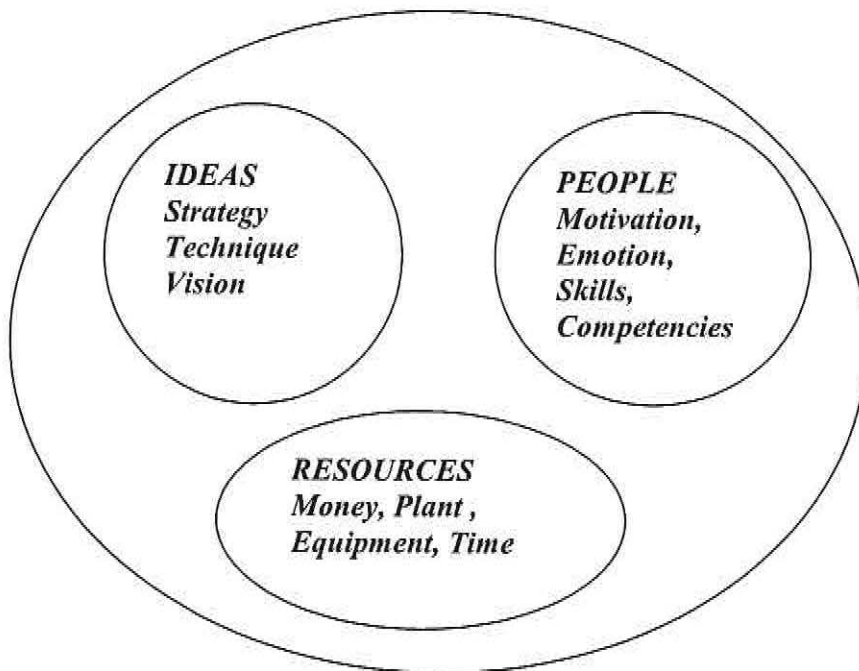 IDEAS
Strategy
Technique
Vision
PEOPLE
Motivation,
Emotion,
Skills,
Competencies
RESOURCES
Money, Plant ,
Equipment, Time